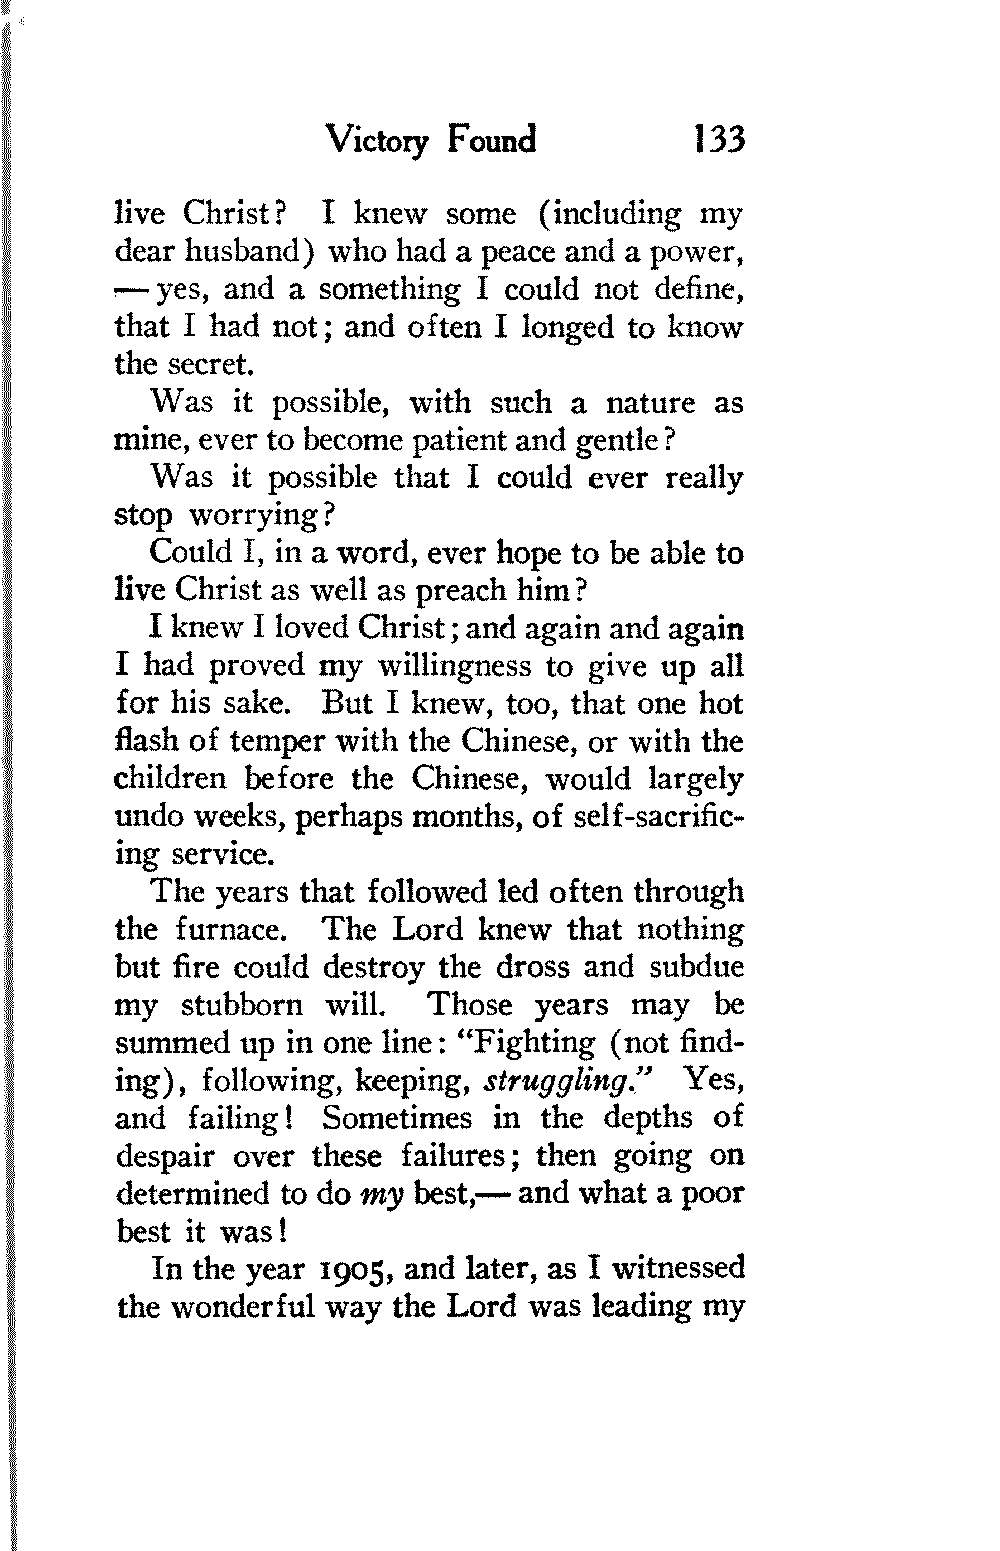 Victory Found 133
live Christ? I knew some (including my
dear husband) who had a peace and a power,
— yes, and a something I could not define,
that I had not; and often I longed to know
the secret.
Was it possible, with such a nature as
mine, ever to become patient and gentle?
Was it possible that I could ever really
stop worrying?
Could I, in a word, ever hope to be able to
live Christ as well as preach him?
I knew I loved Christ; and again and again
I had proved my willingness to give up all
for his sake. But I knew, too, that one hot
flash of temper with the Chinese, or with the
children before the Chinese, would largely
undo weeks, perhaps months, of self-sacrific-
ing service.
The years that followed led often through
the furnace. The Lord knew that nothing
but fire could destroy the dross and subdue
my stubborn will. Those years may be
summed up in one line: “Fighting (not find-
ing), following, keeping, struggling.” Yes,
and failing! Sometimes in the depths of
despair over these failures; then going on
determined to do my best,— and what a poor
best it was!
In the year 1905, and later, as I witnessed
the wonderful way the Lord was leading my